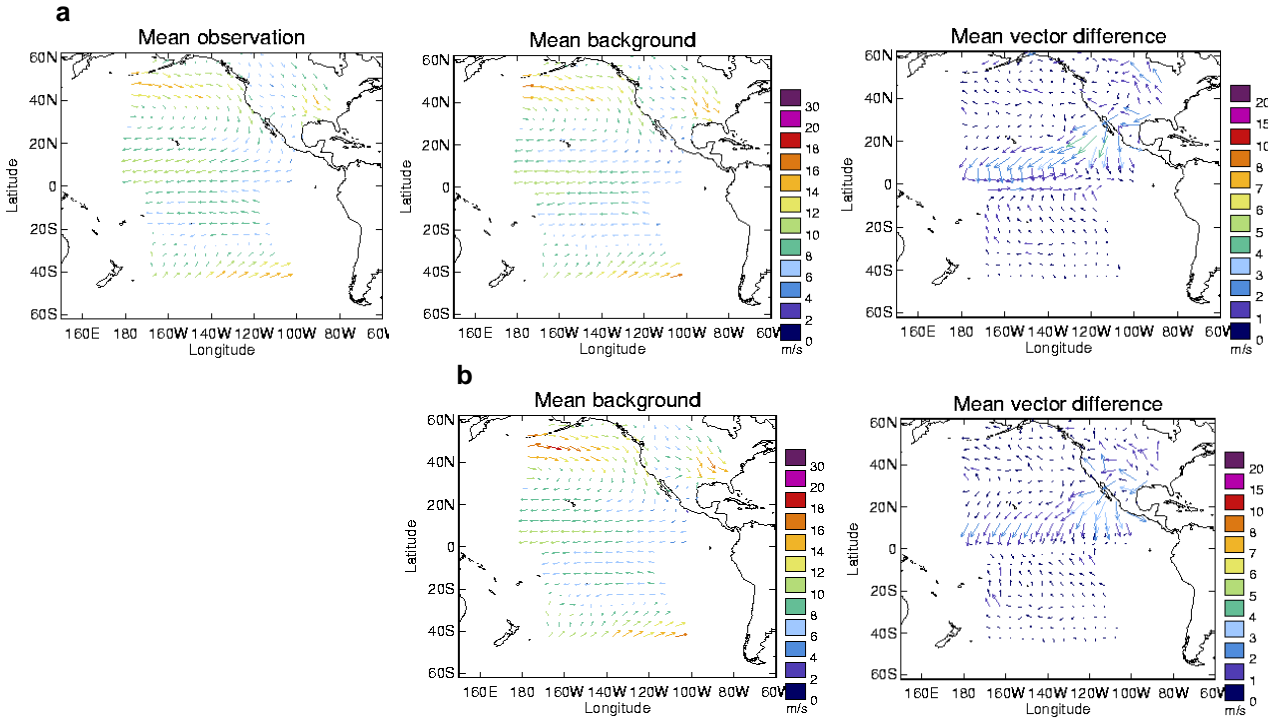 a
Mean observation
60N
40N
20N
0
20S
40S
60S
Latitude
160E 180 160W 140W 120W 100W 80W 60W
Longitude
Mean background
60N
40N
20N
0
20S
40S
60S
Latitude
160E 180 160W 140W 120W 100W 80W 60W
Longitude
30
20
18
16
14
12
10
8
6
4
2
0
m/s
Mean vector difference
60N
40N
20N
0
20S
40S
60S
Latitude
160E 180 160W 140W 120W 100W 80W 60W
Longitude
20
15
10
8
7
6
5
4
3
2
1
0
m/s
b
Mean background
60N
40N
20N
0
20S
40S
60S
Latitude
160E 180 160W 140W 120W 100W 80W 60W
Longitude
30
20
18
16
14
12
10
8
6
4
2
0
m/s
Mean vector difference
60N
40N
20N
0
20S
40S
60S
Latitude
160E 180 160W 140W 120W 100W 80W 60W
Longitude
20
15
10
8
7
6
5
4
3
2
1
0
m/s